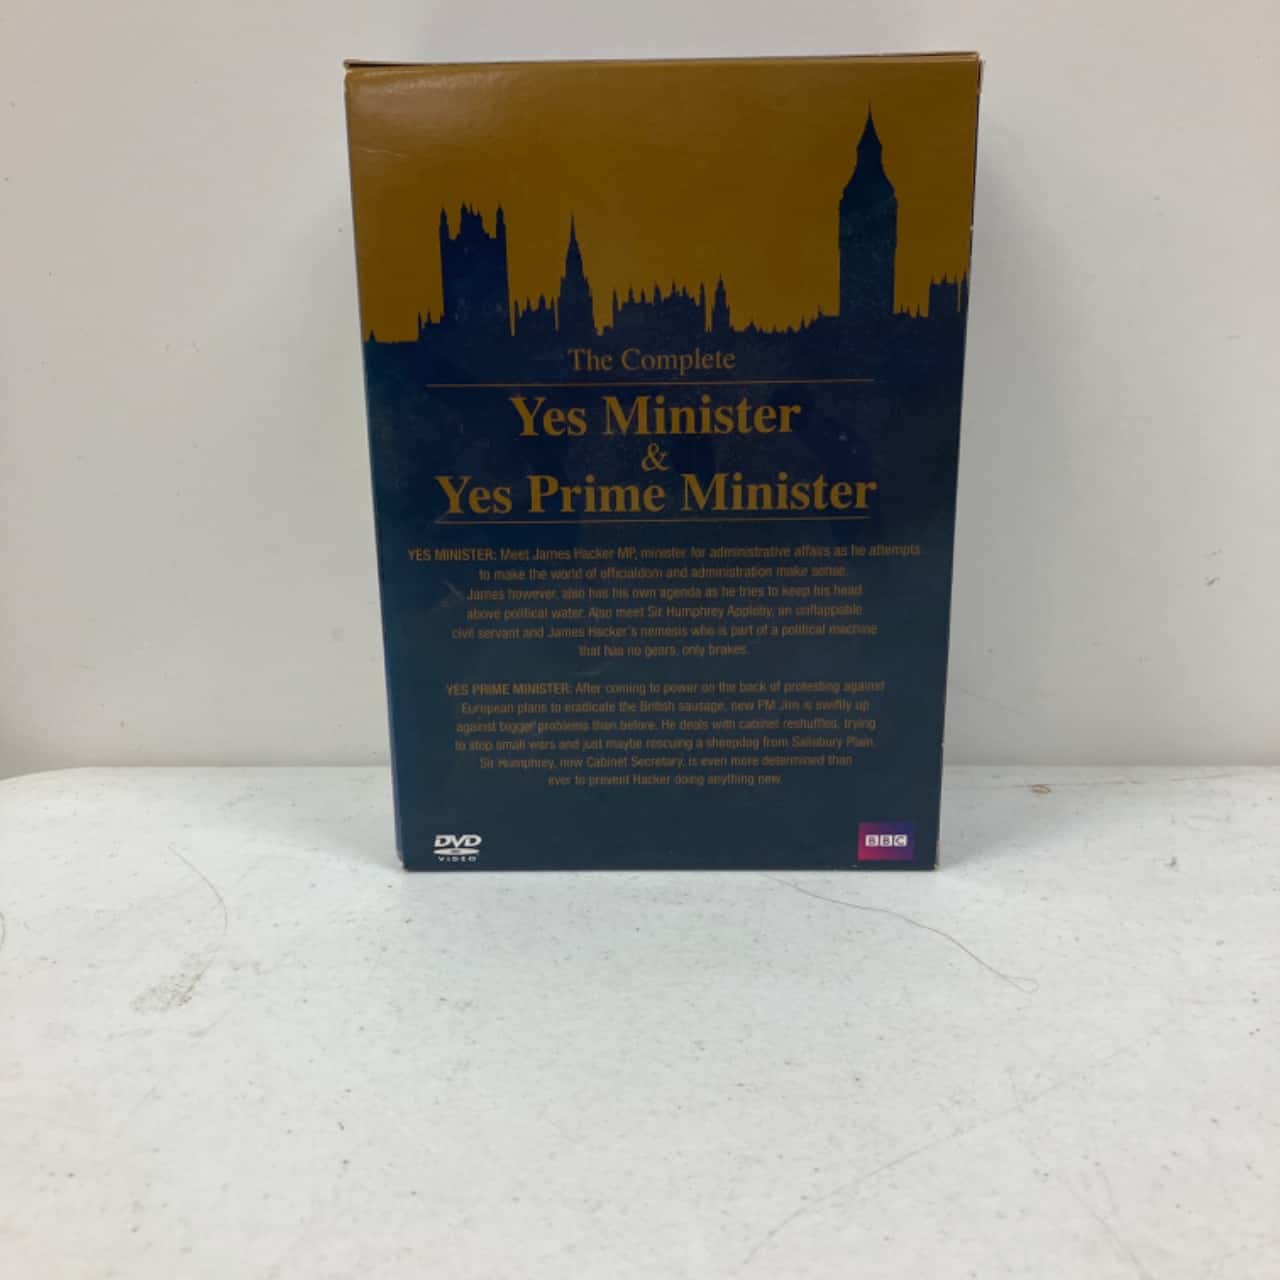 The Complete
Yes Minister
&
Yes Prime Minister
YES MINISTER: Meet James Hacker MP, minister for administrative affairs as he attempts
to make the world of officialdom and administration make sense.
James however, also has his own agenda as he tries to keep his head
above political water. Also meet Sir Humphrey Appleby, an unflappable
civil servant and James Hacker's nemesis who is part of a political machine
that has no gears, only brakes.
YES PRIME MINISTER: After coming to power on the back of protesting against
European plans to eradicate the British sausage, new PM Jim is swiftly up
against bigger problems than before. He deals with cabinet reshuffles, trying
to stop small wars and just maybe rescuing a sheepdog from Salisbury Plain.
Sir Humphrey, now Cabinet Secretary, is even more determined than
ever to prevent Hacker doing anything new.
DVD
VIDEO
BBC